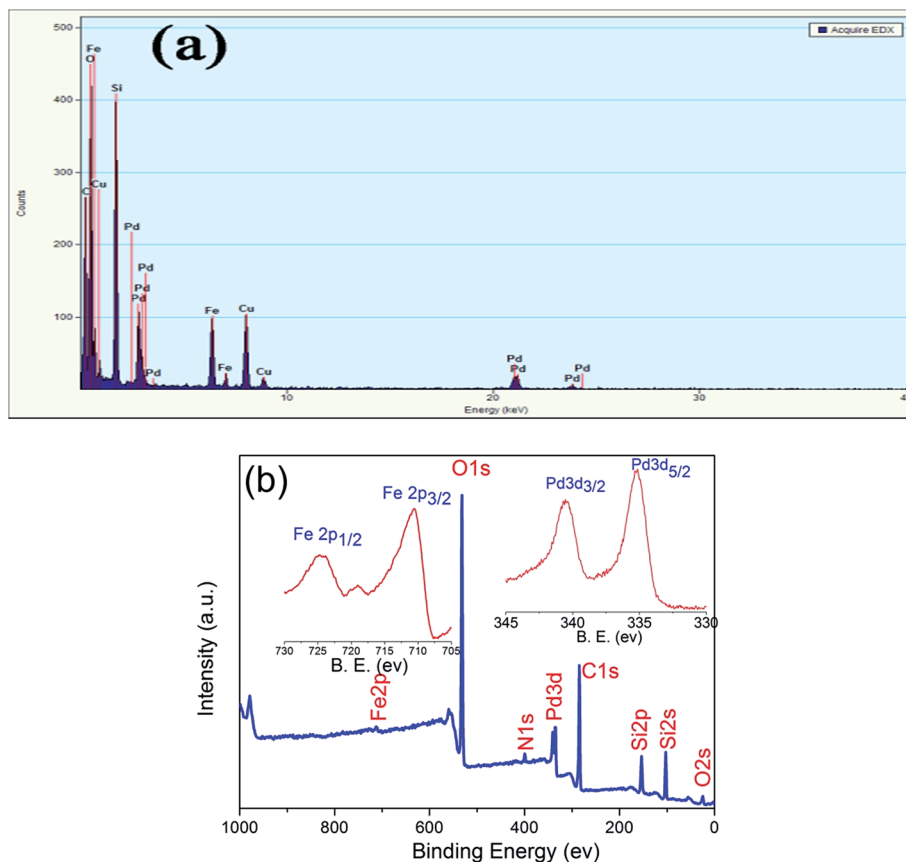 (a)
Acquire EDX
500
400
300
200
100
Counts
Fe
O
Si
C
Cu
Pd
Pd
Pd
Pd
Pd
Fe
Fe
Cu
Cu
Pd
Pd
Pd
Pd
10
20
30
Energy (keV)
(b)
O1s
Fe 2p1/2
Fe 2p3/2
730 725 720 715 710 705
B. E. (ev)
Pd3d3/2
Pd3d5/2
345 340 335 330
B. E. (ev)
Fe2p
N1s
Pd3d
C1s
Si2p
Si2s
O2s
Intensity (a.u.)
1000 800 600 400 200 0
Binding Energy (ev)